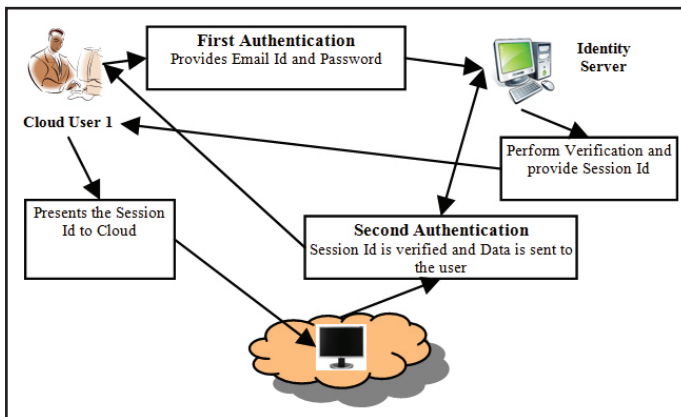 First Authentication
Provides Email Id and Password
Identity
Server
Cloud User 1
Perform Verification and
provide Session Id
Presents the Session
Id to Cloud
Second Authentication
Session Id is verified and Data is sent to
the user